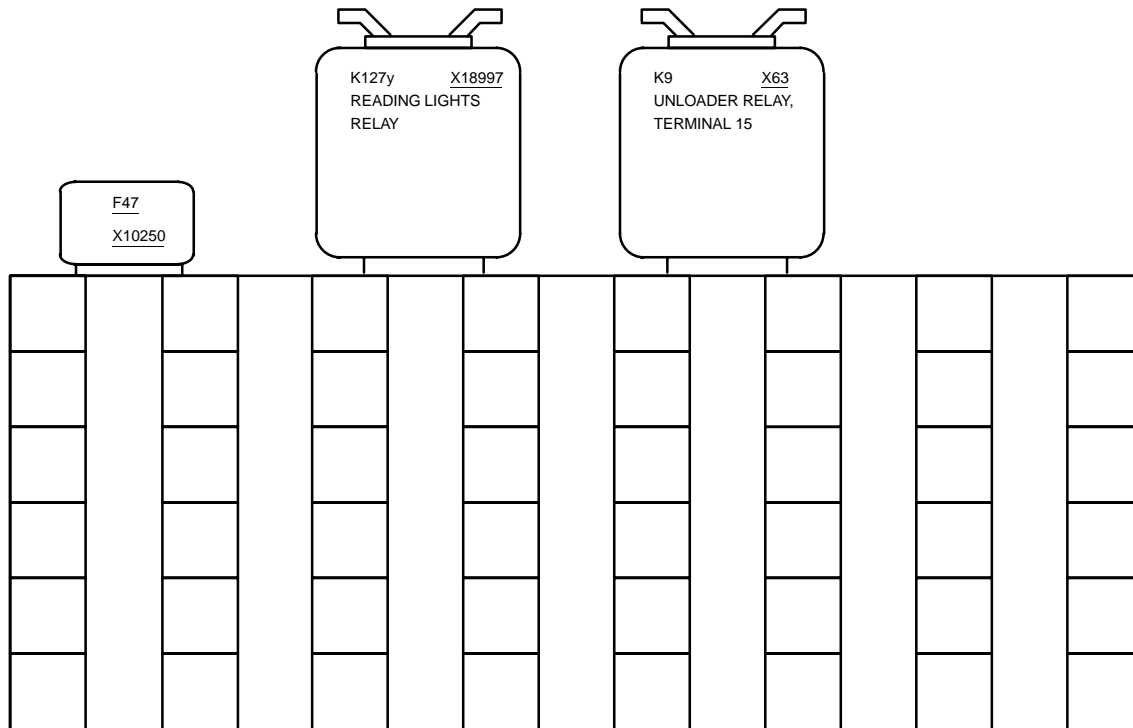 K127y X18997
READING LIGHTS
RELAY
K9 X63
UNLOADER RELAY,
TERMINAL 15
F47
X10250